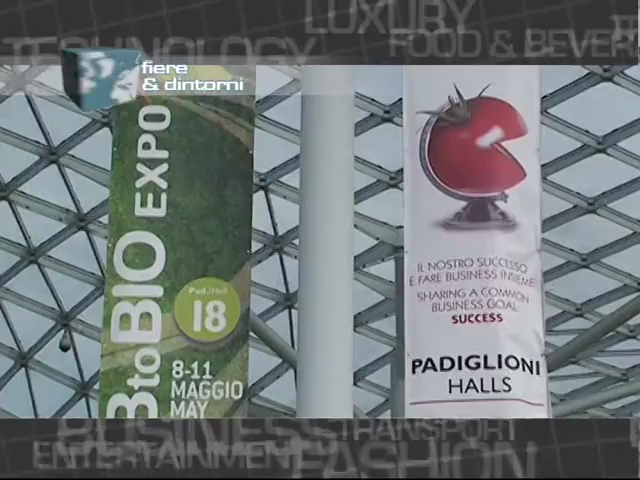 LUXURY
TECHNOLOGY
FOOD & BEVER
fiere
& dintorni
BtoBIO EXPO
Pad./Hall
18
8-11
MAGGIO
MAY
IL NOSTRO SUCCESSO
È FARE BUSINESS INSIEME
SHARING A COMMON
BUSINESS GOAL
SUCCESS
PADIGLIONI
HALLS
BUSINESS
TRANSPORT
ENTERTAINMENT
FASHION